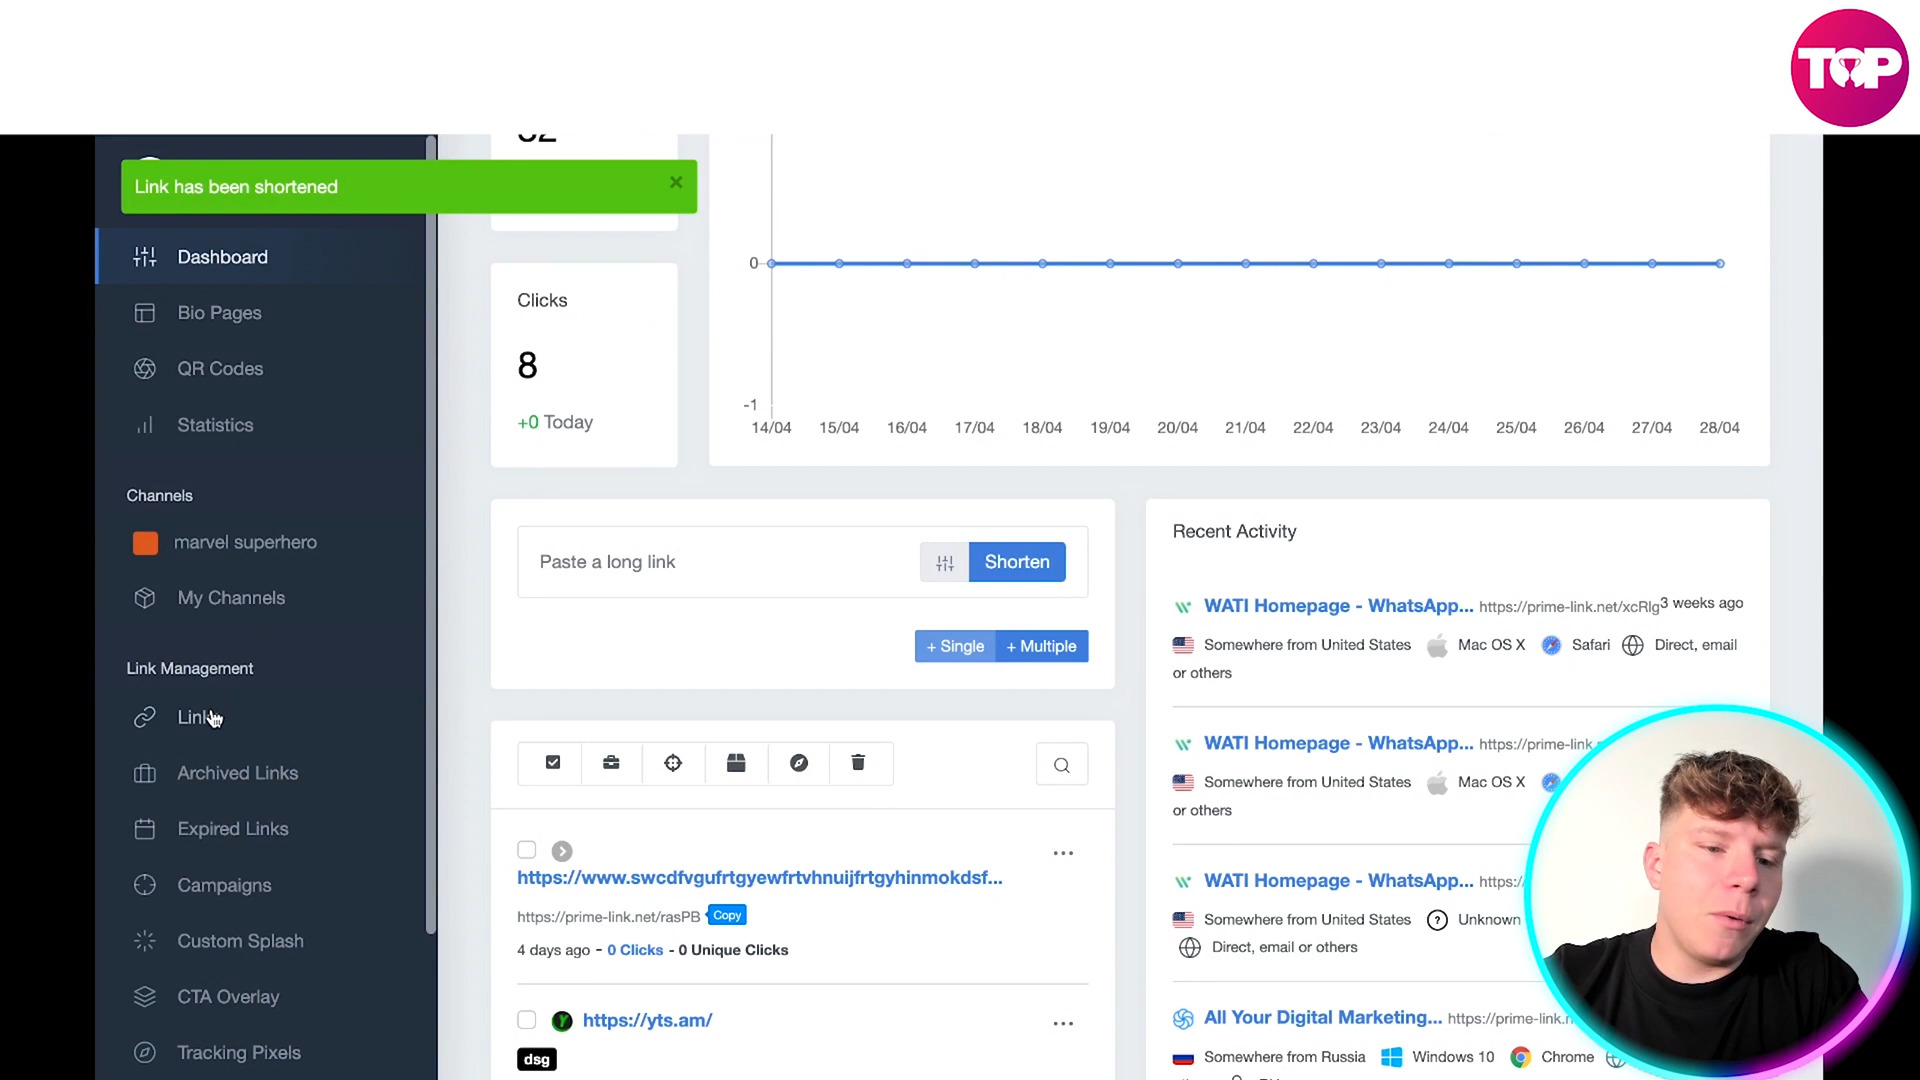 TOP
Link has been shortened
Dashboard
Bio Pages
QR Codes
Statistics
Channels
marvel superhero
My Channels
Link Management
Link
Archived Links
Expired Links
Campaigns
Custom Splash
CTA Overlay
Tracking Pixels
Clicks
8
+0 Today
0
-1
14/04 15/04 16/04 17/04 18/04 19/04 20/04 21/04 22/04 23/04 24/04 25/04 26/04 27/04 28/04
Paste a long link
Shorten
+ Single + Multiple
https://www.swcdfvgufrtgyewfrtvhnuijfrtgyhinmokdsf...
https://prime-link.net/rasPB Copy
4 days ago - 0 Clicks - 0 Unique Clicks
https://yts.am/
dsg
Recent Activity
WATI Homepage - WhatsApp... https://prime-link.net/xcRlg 3 weeks ago
Somewhere from United States Mac OS X Safari Direct, email
or others
WATI Homepage - WhatsApp... https://prime-link.
Somewhere from United States Mac OS X
or others
WATI Homepage - WhatsApp... https:/
Somewhere from United States Unknown
Direct, email or others
All Your Digital Marketing... https://prime-link.
Somewhere from Russia Windows 10 Chrome